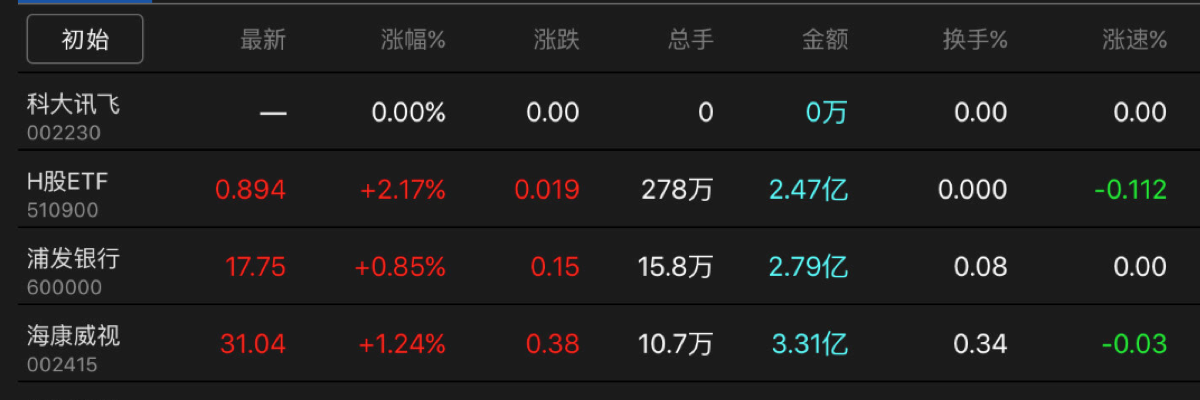 初始 最新 涨幅% 涨跌 总手 金额 换手% 涨速%
科大讯飞 — 0.00% 0.00 0 0万 0.00 0.00
002230
H股ETF 0.894 +2.17% 0.019 278万 2.47亿 0.000 -0.112
510900
浦发银行 17.75 +0.85% 0.15 15.8万 2.79亿 0.08 0.00
600000
海康威视 31.04 +1.24% 0.38 10.7万 3.31亿 0.34 -0.03
002415